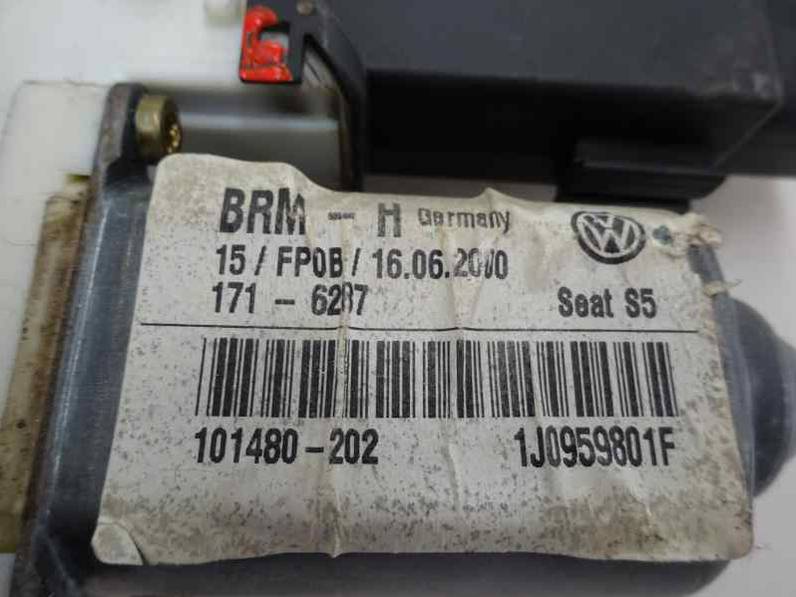 BRM - H Germany
15 / FP0B / 16.06.2000
171 - 6287 Seat S5
101480-202 1J0959801F